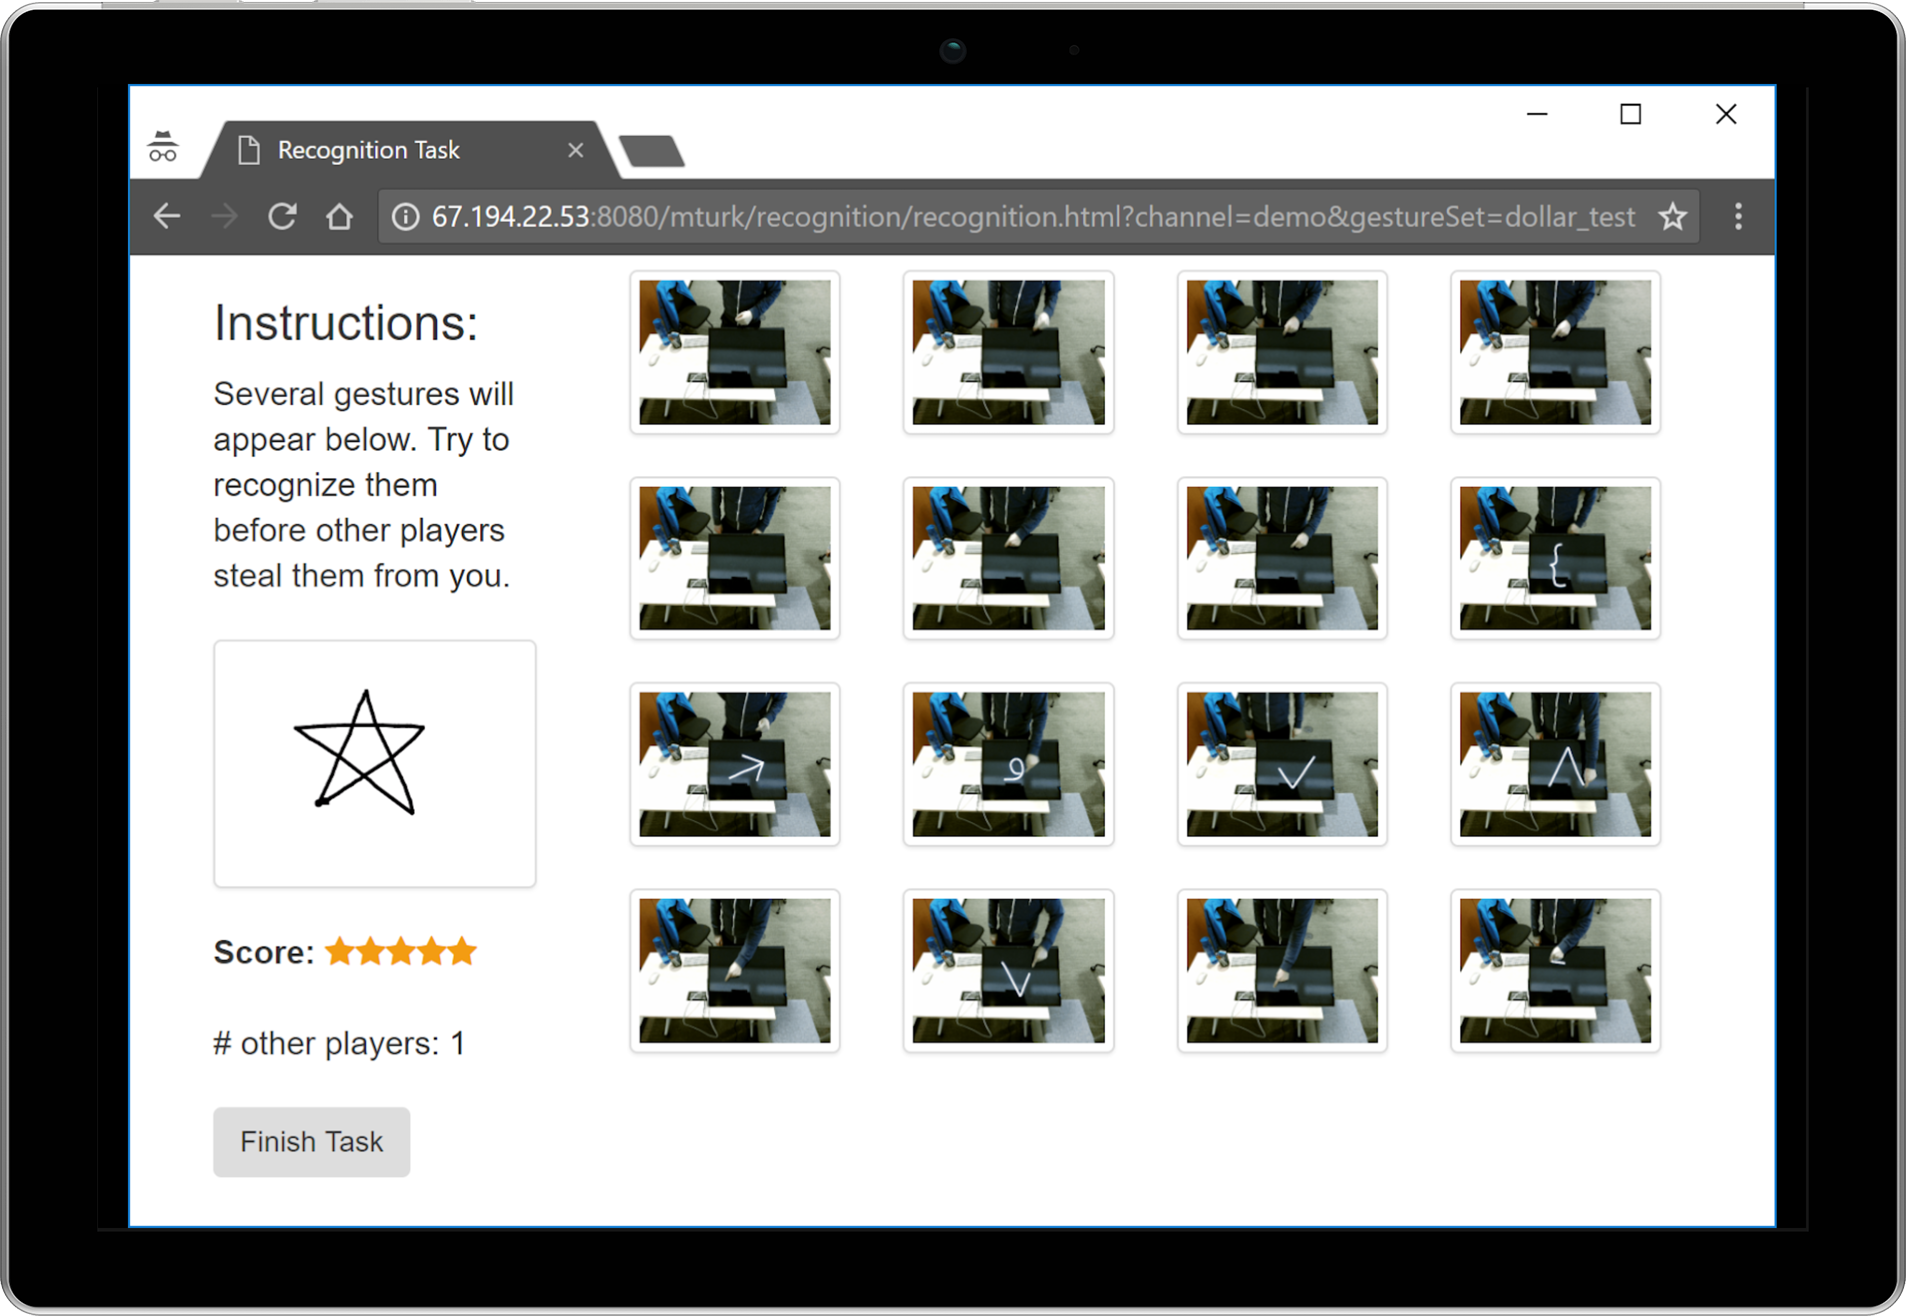 Recognition Task
67.194.22.53:8080/mturk/recognition/recognition.html?channel=demo&gestureSet=dollar_test
Instructions:
Several gestures will
appear below. Try to
recognize them
before other players
steal them from you.
Score:
# other players: 1
Finish Task